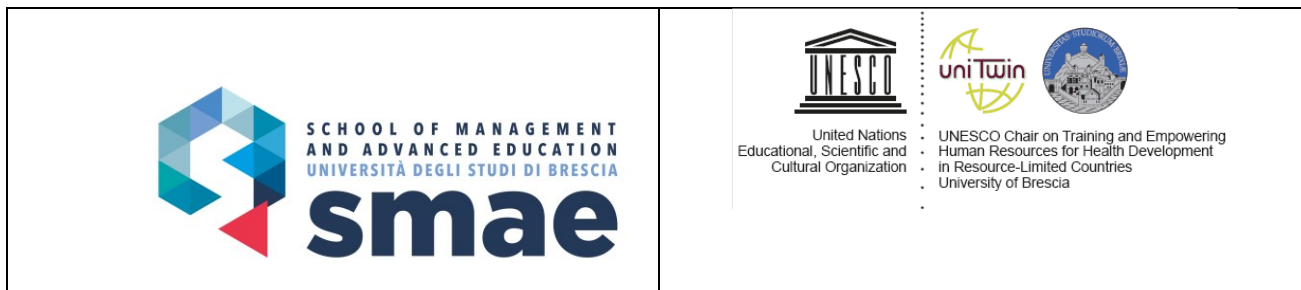 SCHOOL OF MANAGEMENT
AND ADVANCED EDUCATION
UNIVERSITÀ DEGLI STUDI DI BRESCIA
smae
UNESCO
uniTwin
United Nations
Educational, Scientific and
Cultural Organization
UNESCO Chair on Training and Empowering
Human Resources for Health Development
in Resource-Limited Countries
University of Brescia